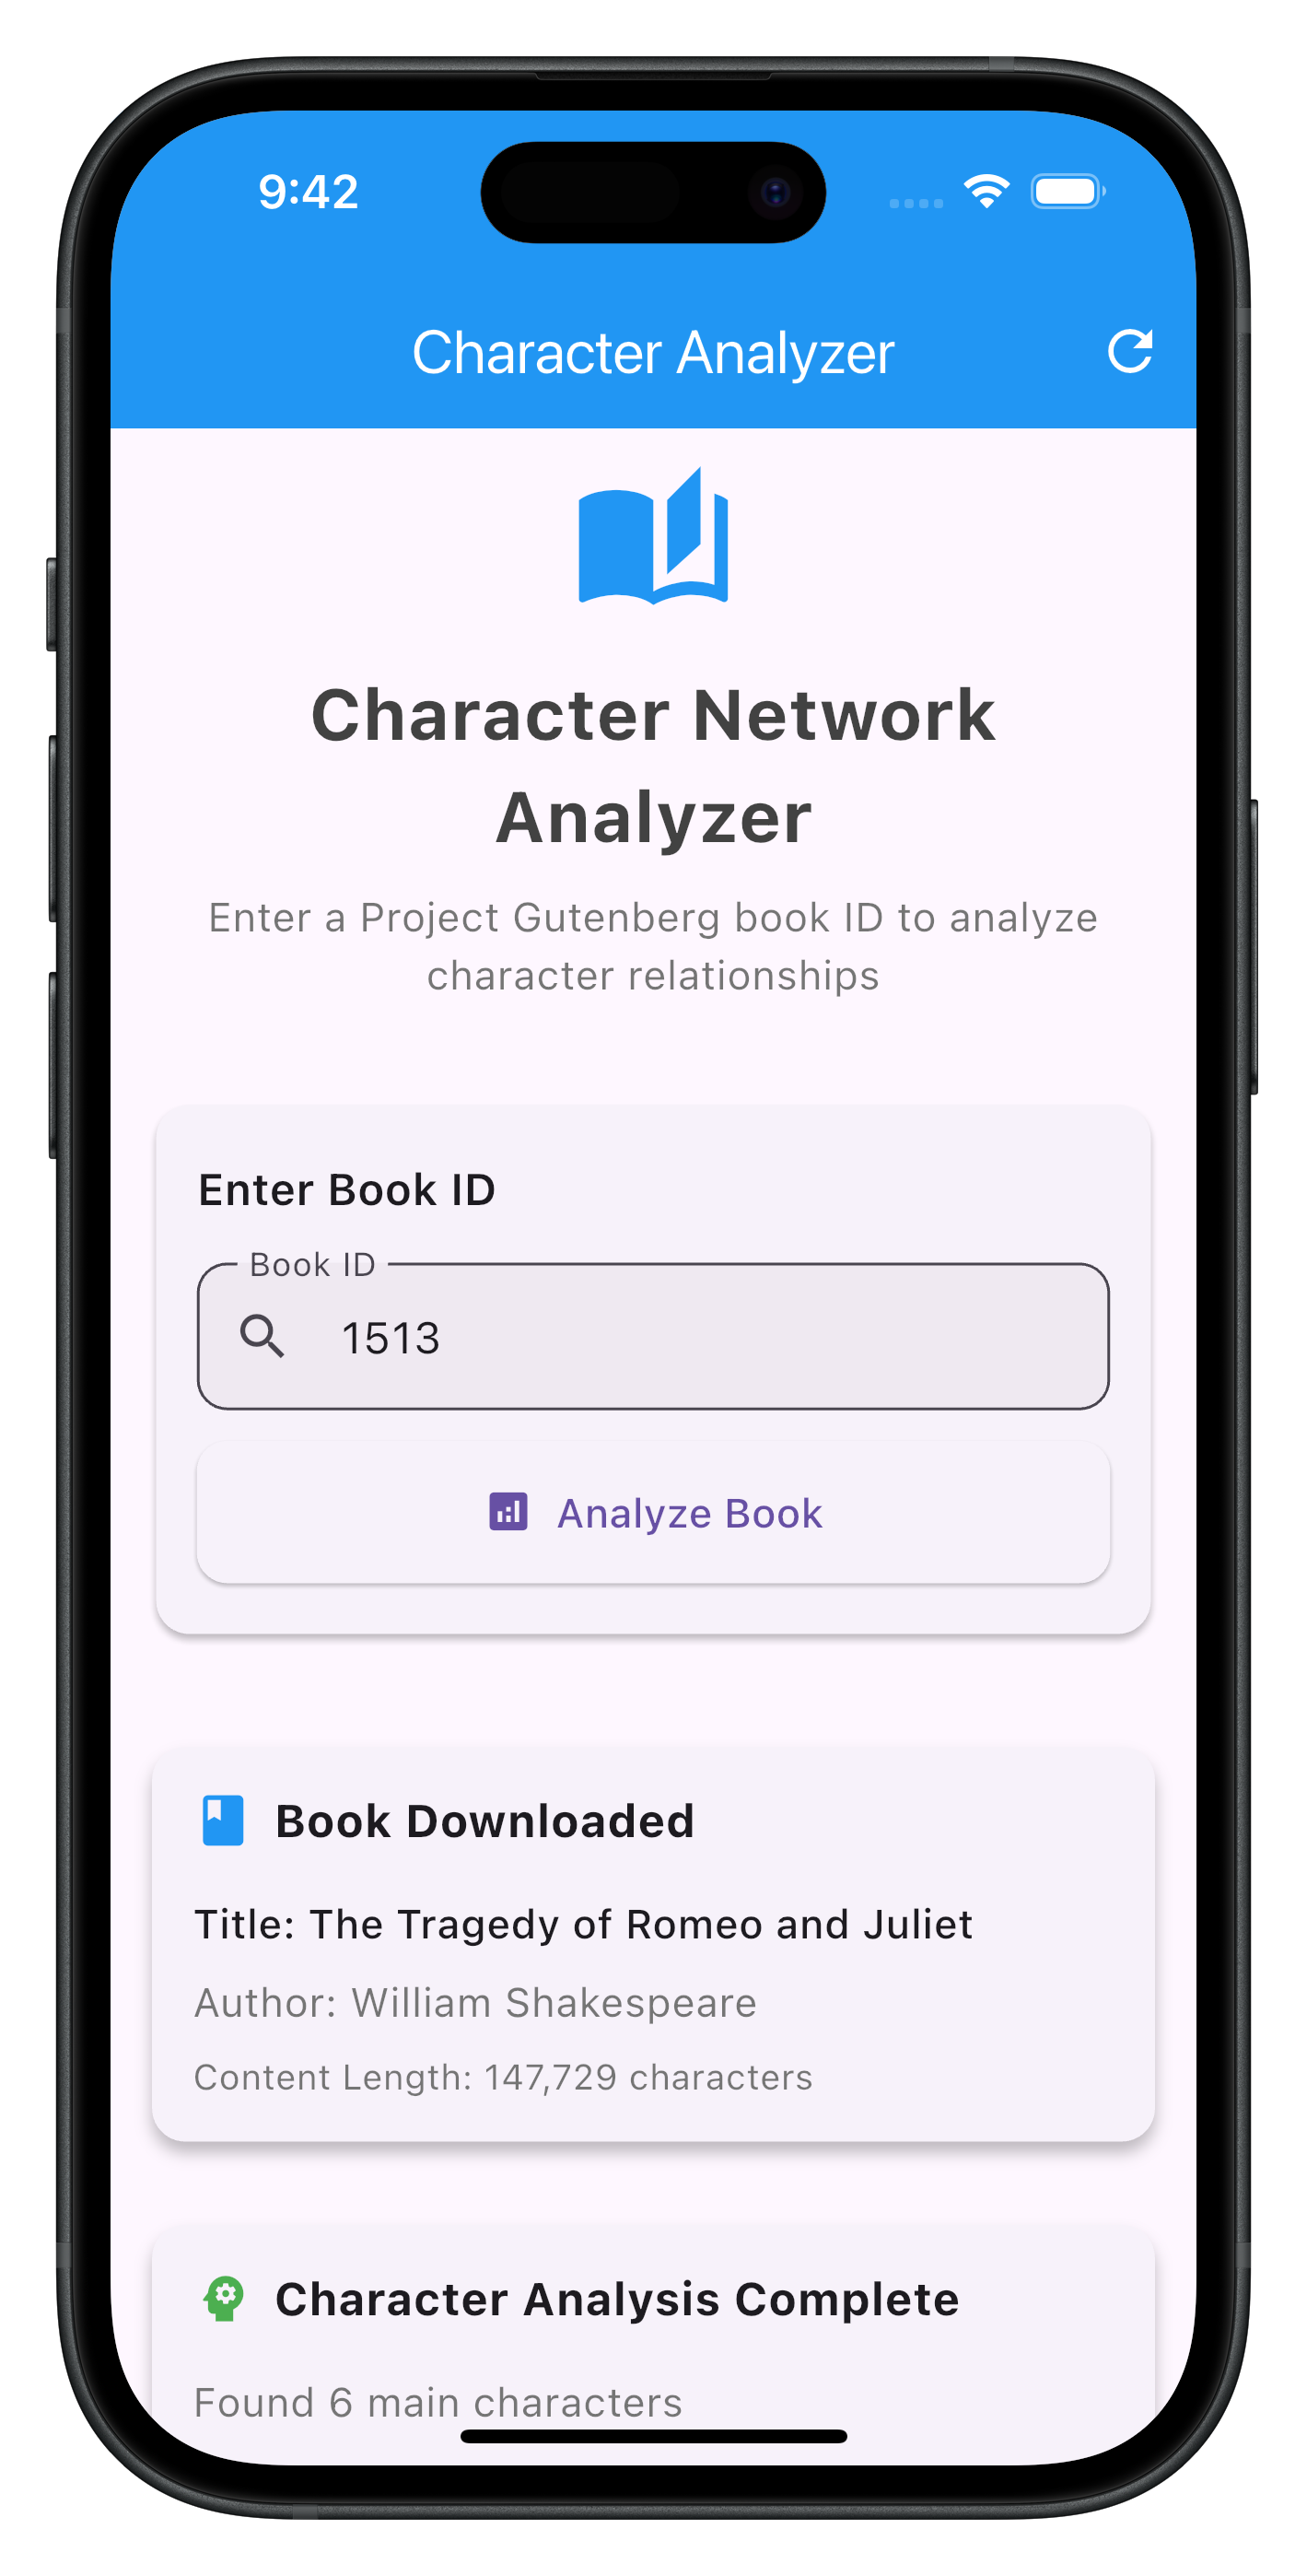 9:42
Character Analyzer
Character Network
Analyzer
Enter a Project Gutenberg book ID to analyze
character relationships
Enter Book ID
Book ID
1513
Analyze Book
Book Downloaded
Title: The Tragedy of Romeo and Juliet
Author: William Shakespeare
Content Length: 147,729 characters
Character Analysis Complete
Found 6 main characters